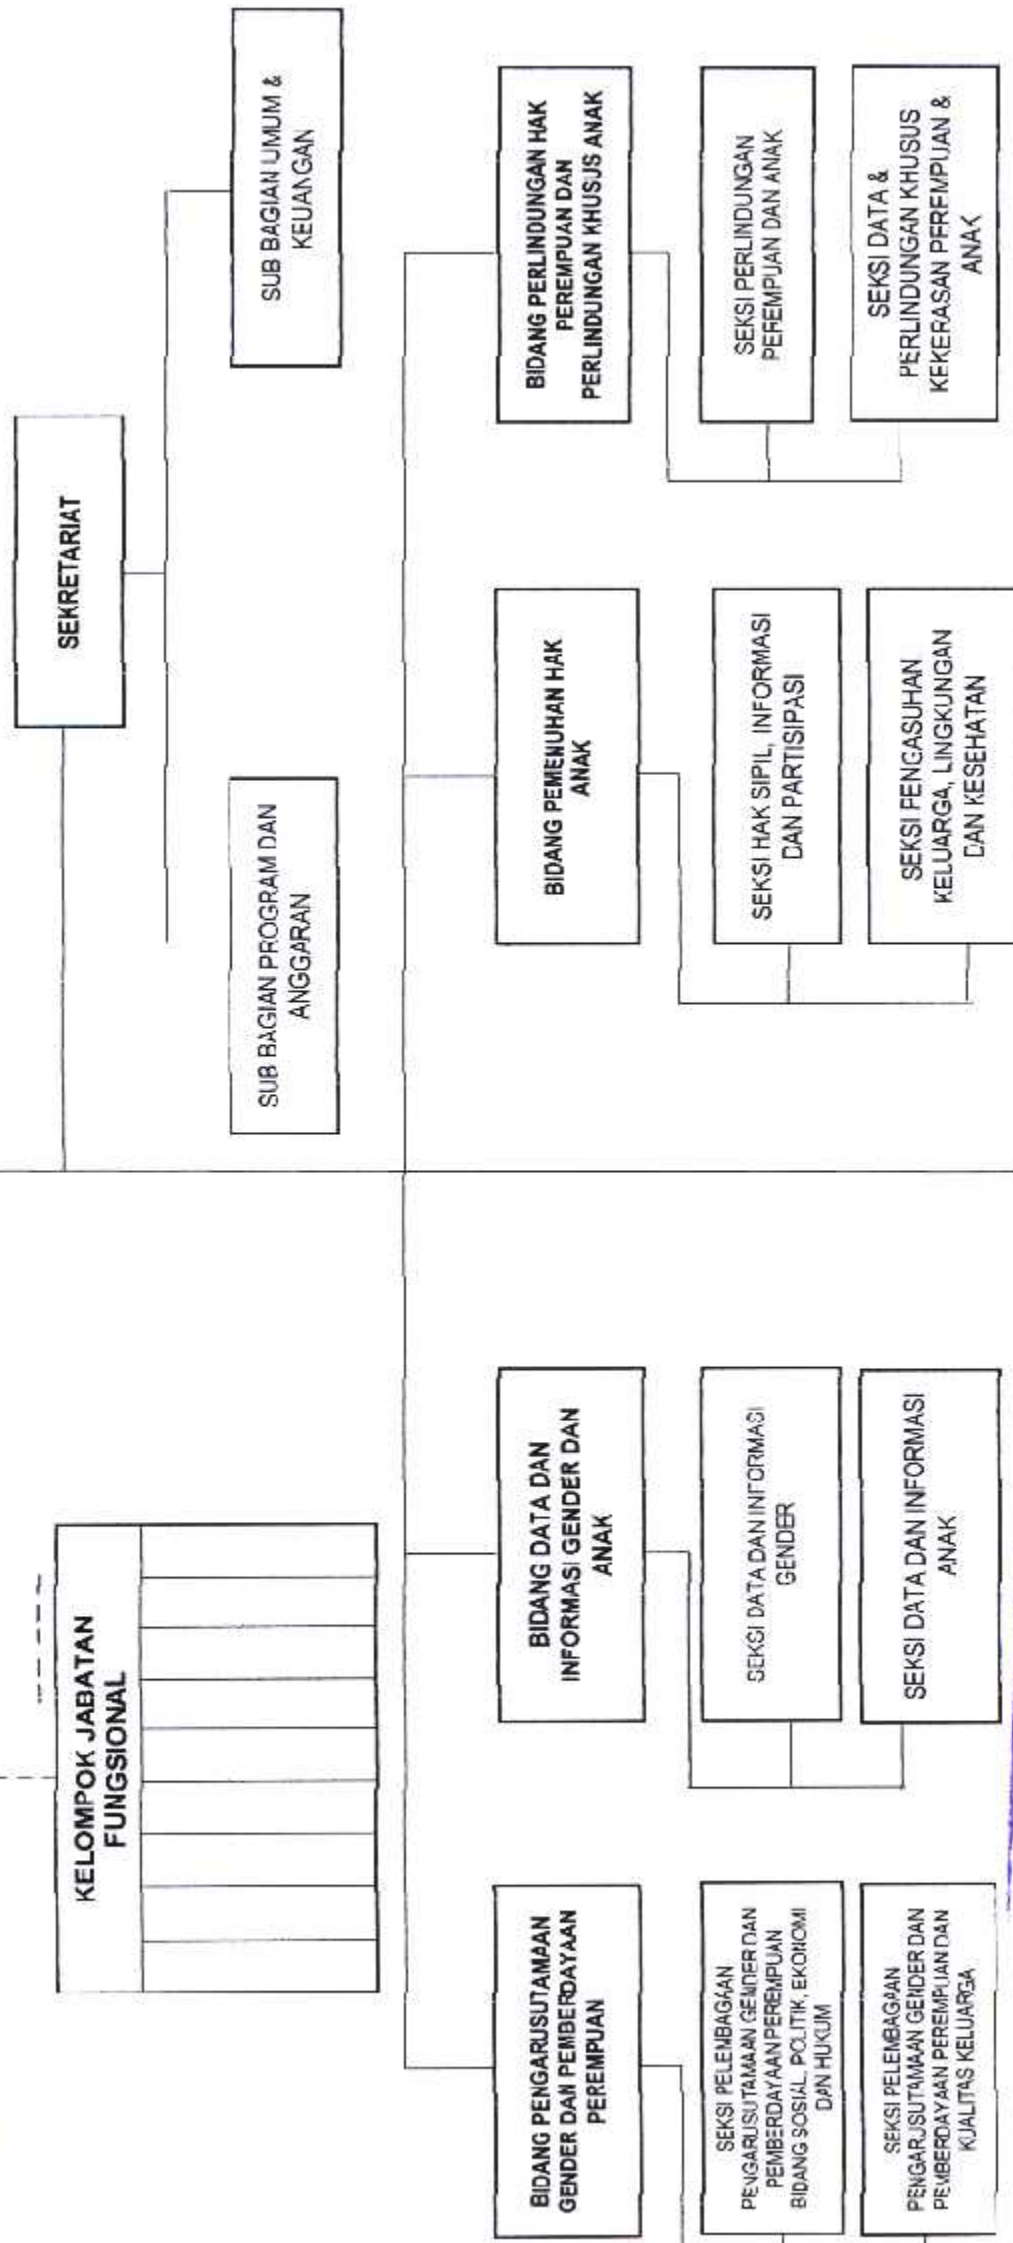 SEKRETARIAT
SUB BAGIAN PROGRAM DAN
ANGGARAN
SUB BAGIAN UMUM &
KEUANGAN
KELOMPOK JABATAN
FUNGSIONAL
BIDANG PENGARUSUTAMAAN
GENDER DAN PEMBERDAYAAN
PEREMPUAN
SEKSI PELEMBAGAAN
PENGARUSUTAMAAN GENDER DAN
PEMBERDAYAAN PEREMPUAN
BIDANG SOSIAL, POLITIK, EKONOMI
DAN HUKUM
SEKSI PELEMBAGAAN
PENGARUSUTAMAAN GENDER DAN
PEMBERDAYAAN PEREMPUAN DAN
KUALITAS KELUARGA
BIDANG DATA DAN
INFORMASI GENDER DAN
ANAK
SEKSI DATA DAN INFORMASI
GENDER
SEKSI DATA DAN INFORMASI
ANAK
BIDANG PEMENUHAN HAK
ANAK
SEKSI HAK SIPIL, INFORMASI
DAN PARTISIPASI
SEKSI PENGASUHAN
KELUARGA, LINGKUNGAN
DAN KESEHATAN
BIDANG PERLINDUNGAN HAK
PEREMPUAN DAN
PERLINDUNGAN KHUSUS ANAK
SEKSI PERLINDUNGAN
PEREMPUAN DAN ANAK
SEKSI DATA &
PERLINDUNGAN KHUSUS
KEKERASAN PEREMPUAN &
ANAK